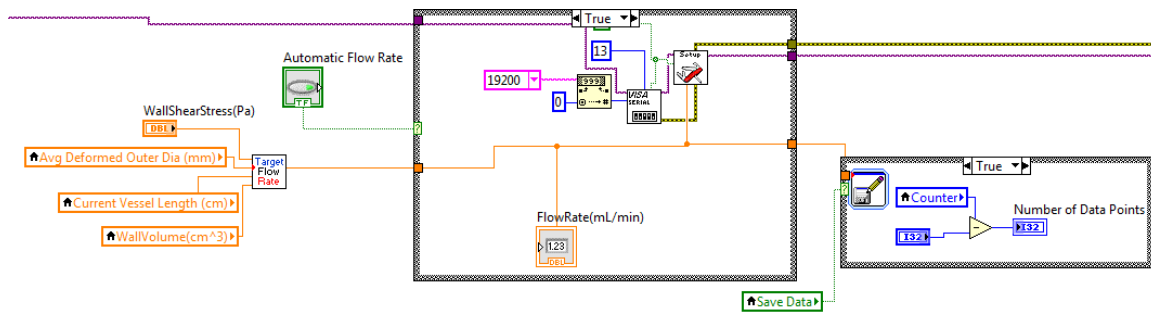 True
Automatic Flow Rate
TF
13
Setup
19200
999
0
VISA
SERIAL
WallShearStress(Pa)
DBL
Avg Deformed Outer Dia (mm)
Target
Flow
Rate
Current Vessel Length (cm)
WallVolume(cm^3)
?
FlowRate(mL/min)
1.23
DBL
True
?
Counter
Number of Data Points
I32
I32
Save Data